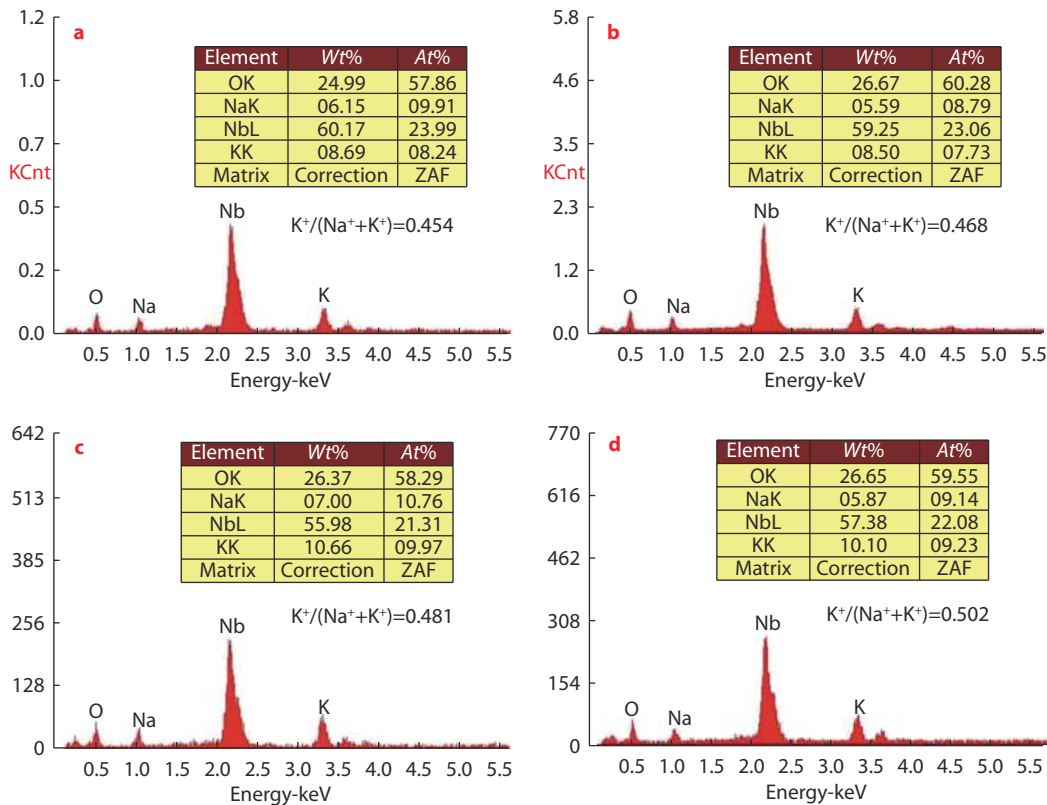 a
1.2
1.0
0.7
KCnt
0.5
0.2
0.0
Element Wt% At%
OK 24.99 57.86
NaK 06.15 09.91
NbL 60.17 23.99
KK 08.69 08.24
Matrix Correction ZAF
K⁺/(Na⁺+K⁺)=0.454
O Na Nb K
0.5 1.0 1.5 2.0 2.5 3.0 3.5 4.0 4.5 5.0 5.5
Energy-keV
b
5.8
4.6
3.5
KCnt
2.3
1.2
0.0
Element Wt% At%
OK 26.67 60.28
NaK 05.59 08.79
NbL 59.25 23.06
KK 08.50 07.73
Matrix Correction ZAF
K⁺/(Na⁺+K⁺)=0.468
O Na Nb K
0.5 1.0 1.5 2.0 2.5 3.0 3.5 4.0 4.5 5.0 5.5
Energy-keV
c
642
513
385
256
128
0
Element Wt% At%
OK 26.37 58.29
NaK 07.00 10.76
NbL 55.98 21.31
KK 10.66 09.97
Matrix Correction ZAF
K⁺/(Na⁺+K⁺)=0.481
O Na Nb K
0.5 1.0 1.5 2.0 2.5 3.0 3.5 4.0 4.5 5.0 5.5
Energy-keV
d
770
616
462
308
154
0
Element Wt% At%
OK 26.65 59.55
NaK 05.87 09.14
NbL 57.38 22.08
KK 10.10 09.23
Matrix Correction ZAF
K⁺/(Na⁺+K⁺)=0.502
O Na Nb K
0.5 1.0 1.5 2.0 2.5 3.0 3.5 4.0 4.5 5.0 5.5
Energy-keV